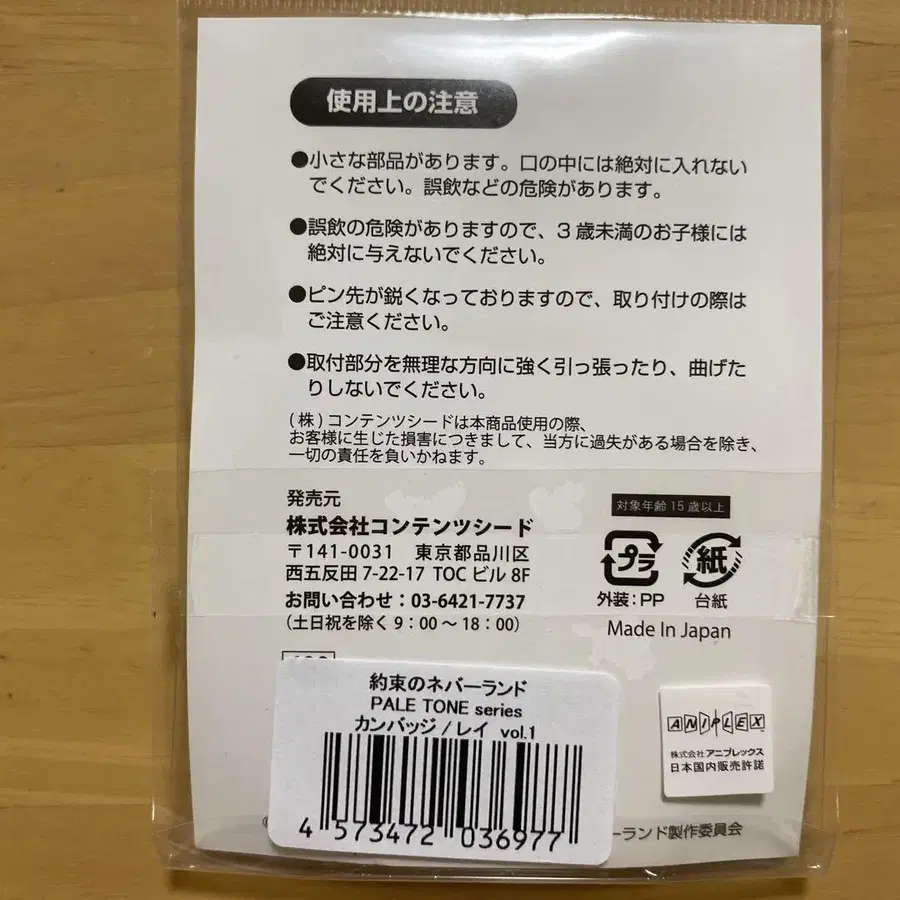 使用上の注意
●小さな部品があります。口の中には絶対に入れない
でください。誤飲などの危険があります。
●誤飲の危険がありますので、3歳未満のお子様には
絶対に与えないでください。
●ピン先が鋭くなっておりますので、取り付けの際は
ご注意ください。
●取付部分を無理な方向に強く引っ張ったり、曲げた
りしないでください。
(株)コンテンツシードは本商品使用の際、
お客様に生じた損害につきまして、当方に過失がある場合を除き、
一切の責任を負いかねます。
発売元
株式会社コンテンツシード
〒141-0031 東京都品川区
西五反田 7-22-17 TOC ビル 8F
お問い合わせ:03-6421-7737
(土日祝を除く 9:00~18:00)
対象年齢15歳以上
プラ
紙
外装:PP
台紙
Made In Japan
約束のネバーランド
PALE TONE series
カンバッジ/レイ vol.1
4 573472 036977
ANIPLEX
株式会社アニプレックス
日本国内販売許諾
ーランド製作委員会